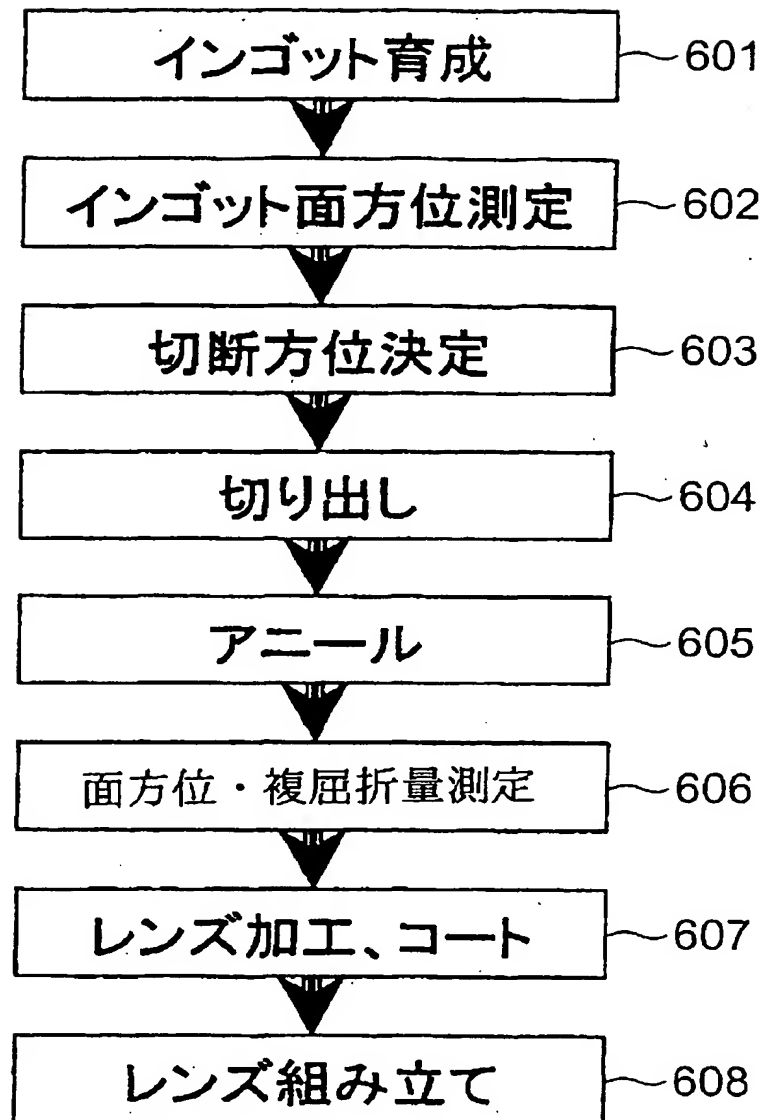 インゴット育成 601
インゴット面方位測定 602
切断方位決定 603
切り出し 604
アニール 605
面方位・複屈折量測定 606
レンズ加工、コート 607
レンズ組み立て 608